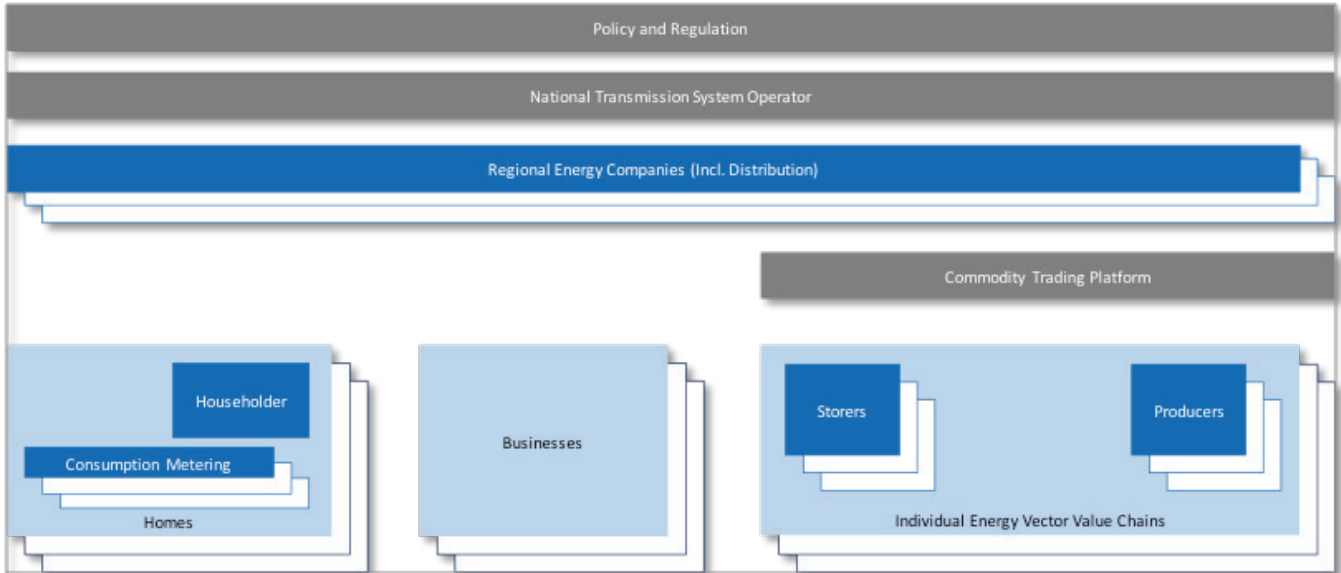 Policy and Regulation
National Transmission System Operator
Regional Energy Companies (Incl. Distribution)
Commodity Trading Platform
Householder
Consumption Metering
Homes
Businesses
Storers
Producers
Individual Energy Vector Value Chains